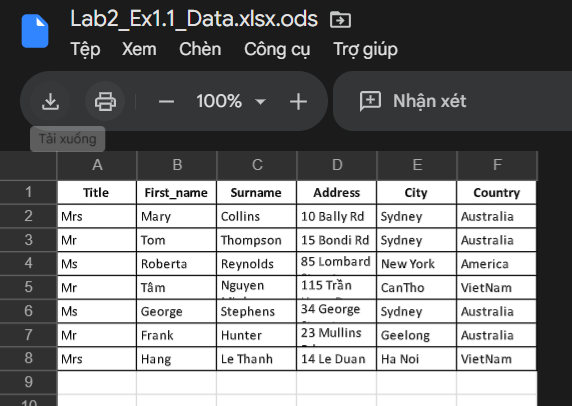 Lab2_Ex1.1_Data.xlsx.ods
Tệp Xem Chèn Công cụ Trợ giúp
100% Nhận xét
Tải xuống
A B C D E F
1 Title First_name Surname Address City Country
2 Mrs Mary Collins 10 Bally Rd Sydney Australia
3 Mr Tom Thompson 15 Bondi Rd Sydney Australia
4 Ms Roberta Reynolds 85 Lombard New York America
5 Mr Tâm Nguyen 115 Trần CanTho VietNam
6 Ms George Stephens 34 George Sydney Australia
7 Mr Frank Hunter 23 Mullins Geelong Australia
8 Mrs Hang Le Thanh 14 Le Duan Ha Noi VietNam
9
10